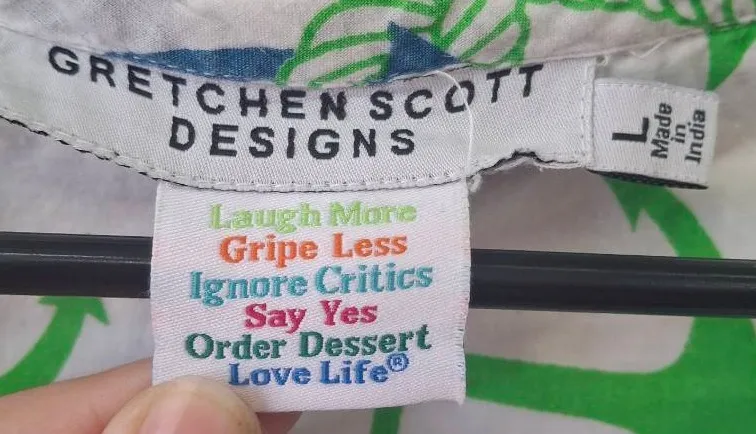 GRETCHEN SCOTT
DESIGNS
L
Made
in
India
Laugh More
Gripe Less
Ignore Critics
Say Yes
Order Dessert
Love Life®